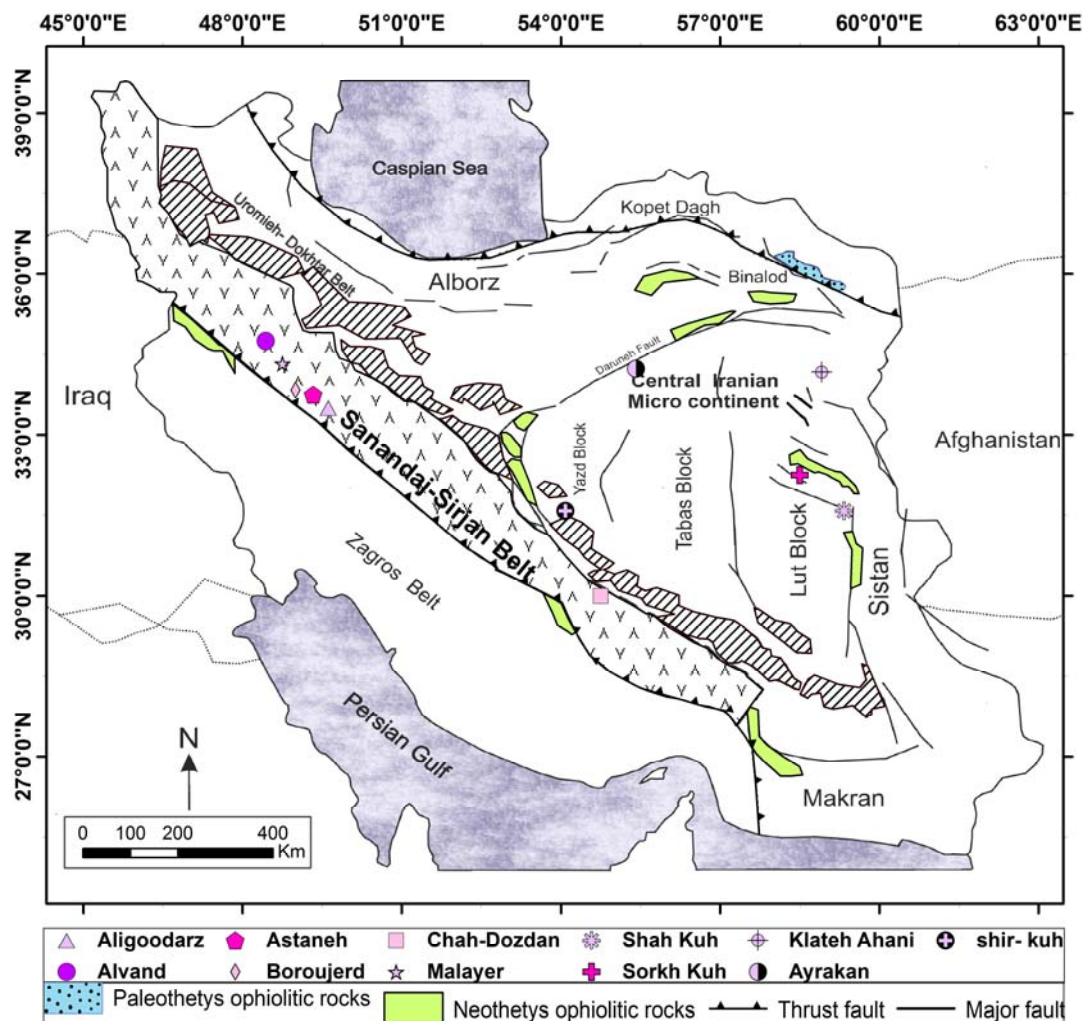 45°0'0"E 48°0'0"E 51°0'0"E 54°0'0"E 57°0'0"E 60°0'0"E 63°0'0"E
39°0'0"N
36°0'0"N
33°0'0"N
30°0'0"N
27°0'0"N
Caspian Sea
Kopet Dagh
Uromieh- Dokhtar Belt
Alborz
Binalod
Daruneh Fault
Iraq
Central Iranian
Micro continent
Afghanistan
Sanandaj-Sirjan Belt
Yazd Block
Tabas Block
Lut Block
Sistan
Zagros Belt
Persian Gulf
Makran
N
0 100 200 400
Km
Aligoodarz Astaneh Chah-Dozdan Shah Kuh Klateh Ahani shir- kuh
Alvand Boroujerd Malayer Sorkh Kuh Ayrakan
Paleothetys ophiolitic rocks Neothetys ophiolitic rocks Thrust fault Major fault